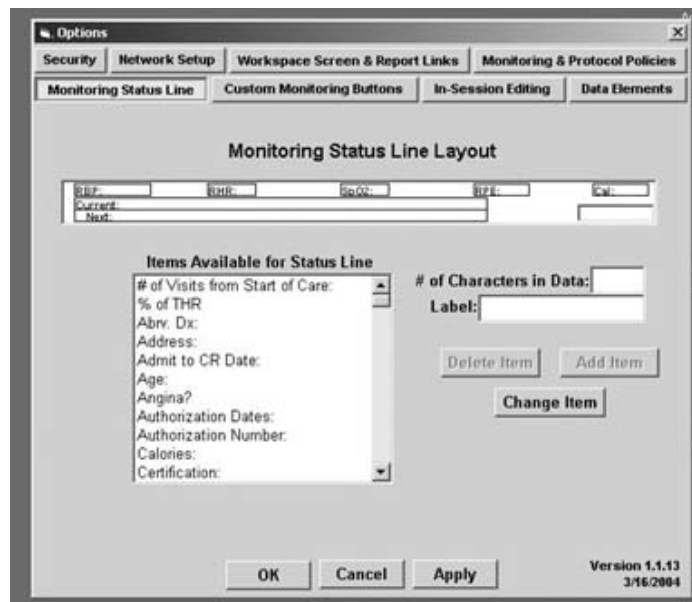 Options
Security Network Setup Workspace Screen & Report Links Monitoring & Protocol Policies
Monitoring Status Line Custom Monitoring Buttons In-Session Editing Data Elements
Monitoring Status Line Layout
RBP: RHR: SpO2: RPE: Cal:
Current:
Next:
Items Available for Status Line
# of Visits from Start of Care:
% of THR
Abrv. Dx:
Address:
Admit to CR Date:
Age:
Angina?
Authorization Dates:
Authorization Number:
Calories:
Certification:
# of Characters in Data:
Label:
Delete Item Add Item
Change Item
OK Cancel Apply
Version 1.1.13
3/16/2004